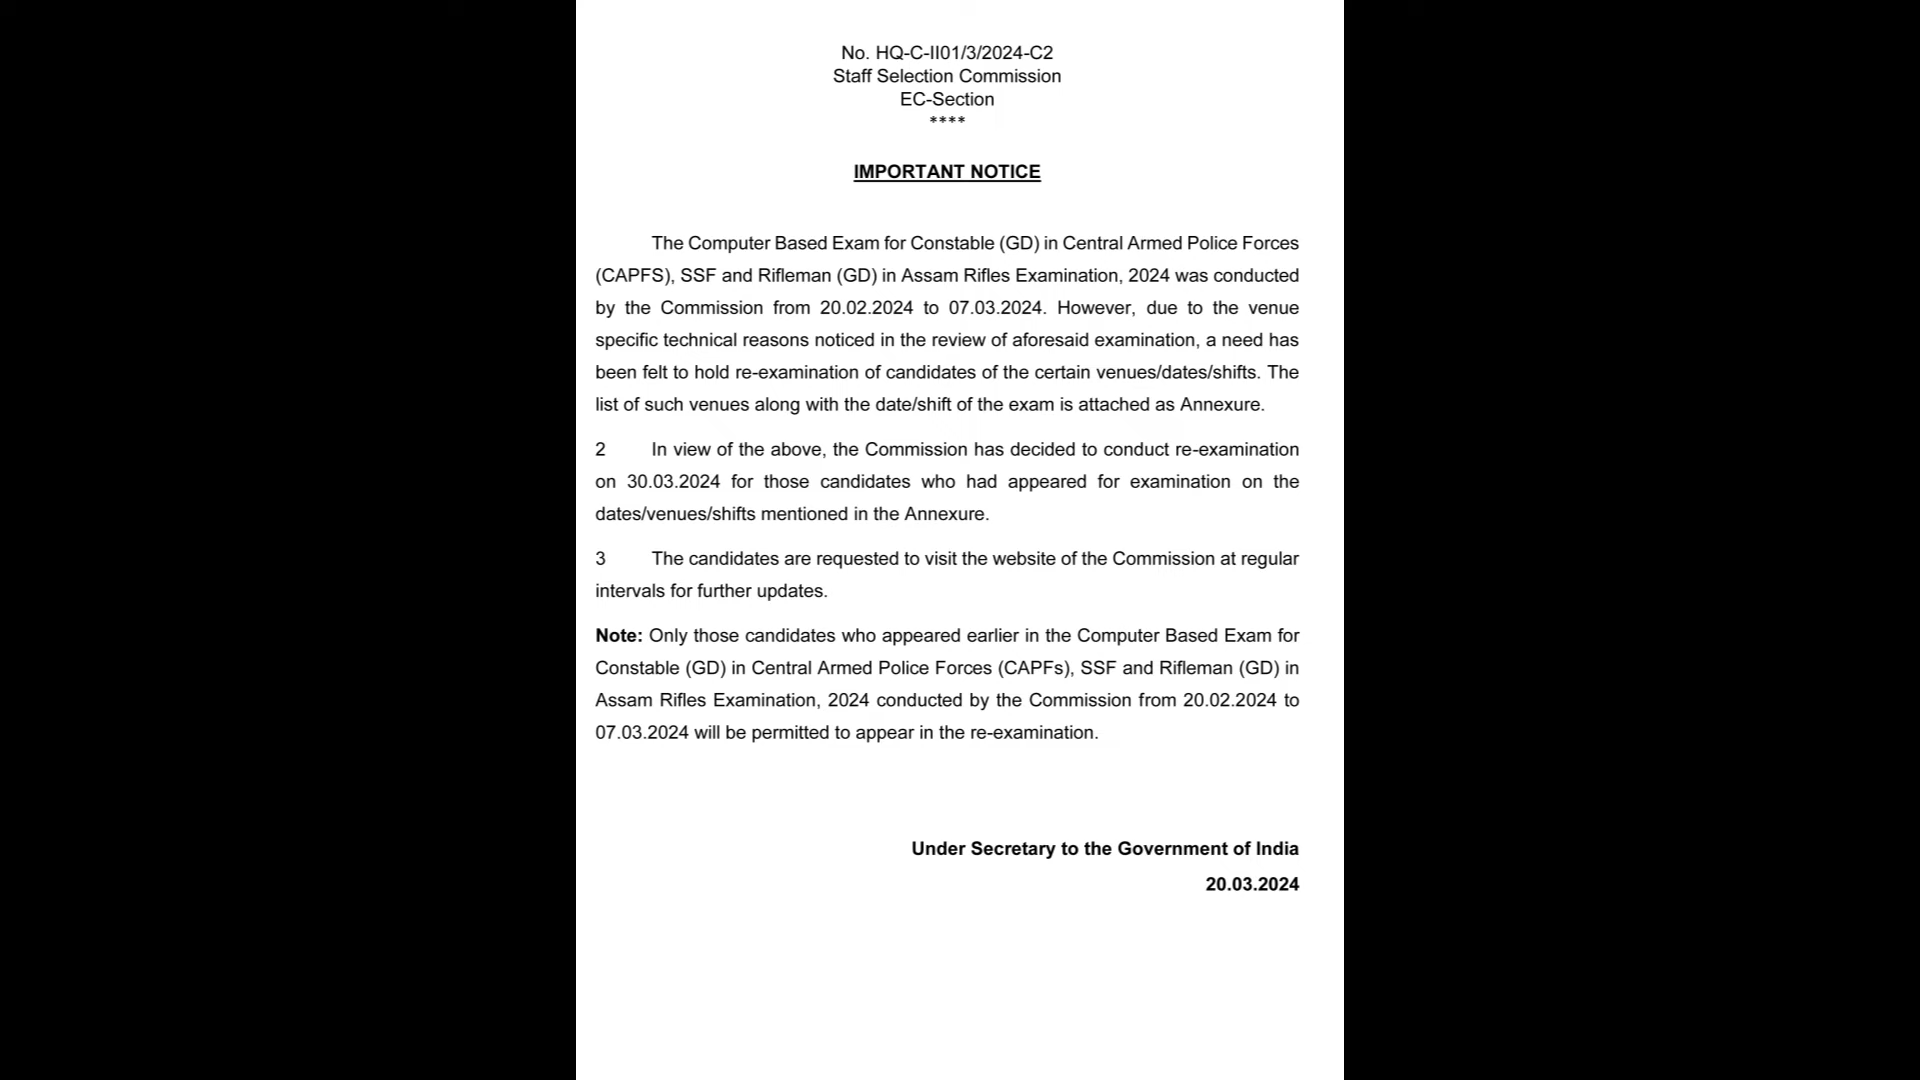 No. HQ-C-II01/3/2024-C2
Staff Selection Commission
EC-Section
****
IMPORTANT NOTICE
The Computer Based Exam for Constable (GD) in Central Armed Police Forces
(CAPFS), SSF and Rifleman (GD) in Assam Rifles Examination, 2024 was conducted
by the Commission from 20.02.2024 to 07.03.2024. However, due to the venue
specific technical reasons noticed in the review of aforesaid examination, a need has
been felt to hold re-examination of candidates of the certain venues/dates/shifts. The
list of such venues along with the date/shift of the exam is attached as Annexure.
2 In view of the above, the Commission has decided to conduct re-examination
on 30.03.2024 for those candidates who had appeared for examination on the
dates/venues/shifts mentioned in the Annexure.
3 The candidates are requested to visit the website of the Commission at regular
intervals for further updates.
Note: Only those candidates who appeared earlier in the Computer Based Exam for
Constable (GD) in Central Armed Police Forces (CAPFs), SSF and Rifleman (GD) in
Assam Rifles Examination, 2024 conducted by the Commission from 20.02.2024 to
07.03.2024 will be permitted to appear in the re-examination.
Under Secretary to the Government of India
20.03.2024